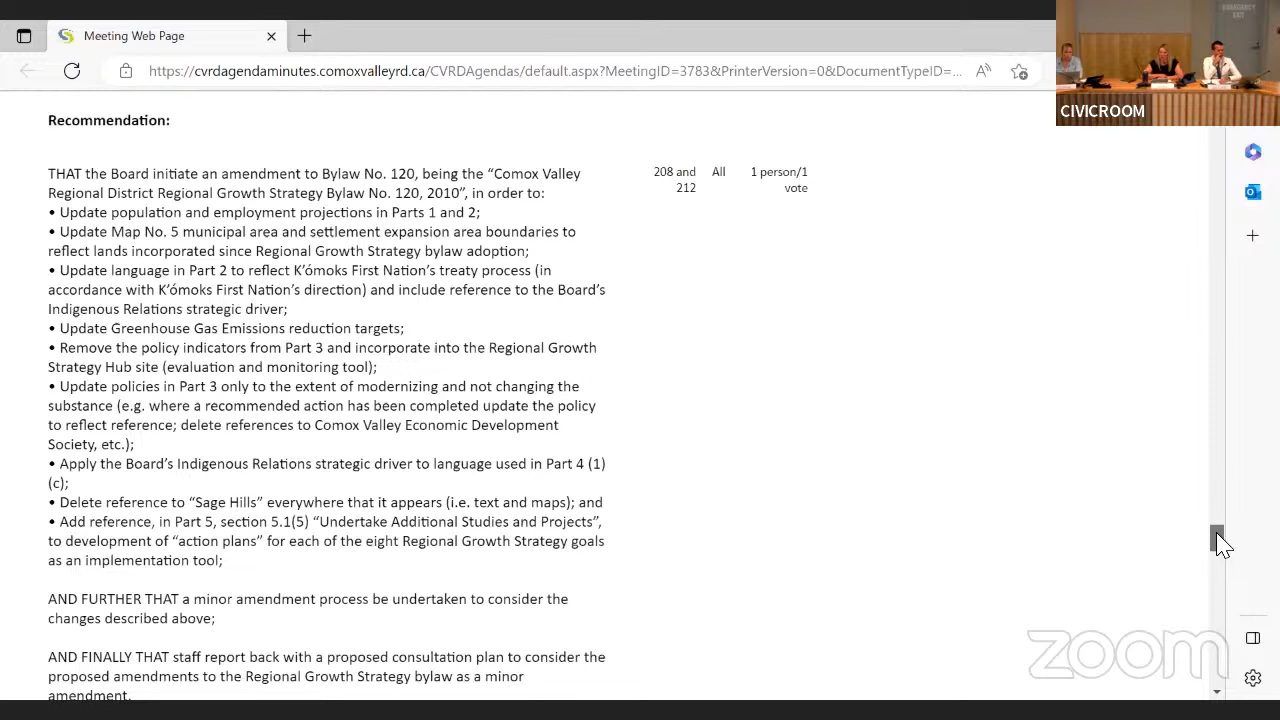 Meeting Web Page
https://cvrdagendaminutes.comoxvalleyrd.ca/CVRDAgendas/default.aspx?MeetingID=3783&PrinterVersion=0&DocumentTypeID=...
EMERGENCY
EXIT
CIVICROOM
Recommendation:
THAT the Board initiate an amendment to Bylaw No. 120, being the “Comox Valley
Regional District Regional Growth Strategy Bylaw No. 120, 2010”, in order to:
• Update population and employment projections in Parts 1 and 2;
• Update Map No. 5 municipal area and settlement expansion area boundaries to
reflect lands incorporated since Regional Growth Strategy bylaw adoption;
• Update language in Part 2 to reflect K’ómoks First Nation’s treaty process (in
accordance with K’ómoks First Nation’s direction) and include reference to the Board’s
Indigenous Relations strategic driver;
• Update Greenhouse Gas Emissions reduction targets;
• Remove the policy indicators from Part 3 and incorporate into the Regional Growth
Strategy Hub site (evaluation and monitoring tool);
• Update policies in Part 3 only to the extent of modernizing and not changing the
substance (e.g. where a recommended action has been completed update the policy
to reflect reference; delete references to Comox Valley Economic Development
Society, etc.);
• Apply the Board’s Indigenous Relations strategic driver to language used in Part 4 (1)
(c);
• Delete reference to “Sage Hills” everywhere that it appears (i.e. text and maps); and
• Add reference, in Part 5, section 5.1(5) “Undertake Additional Studies and Projects”,
to development of “action plans” for each of the eight Regional Growth Strategy goals
as an implementation tool;
AND FURTHER THAT a minor amendment process be undertaken to consider the
changes described above;
AND FINALLY THAT staff report back with a proposed consultation plan to consider the
proposed amendments to the Regional Growth Strategy bylaw as a minor
amendment.
208 and All 1 person/1
212 vote
zoom